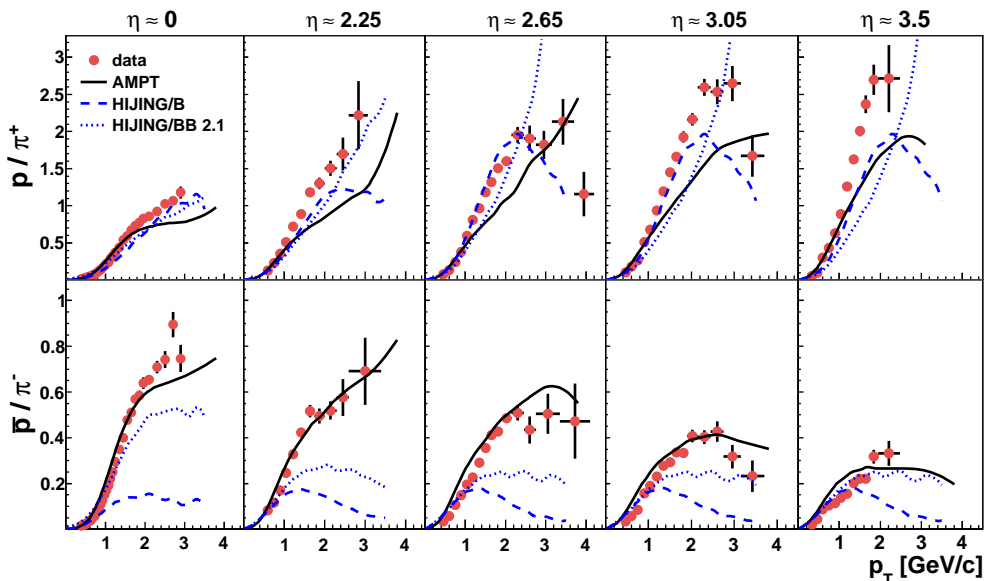 η ≈ 0 η ≈ 2.25 η ≈ 2.65 η ≈ 3.05 η ≈ 3.5
p / π⁺
3
2.5
2
1.5
1
0.5
data
AMPT
HIJING/B
HIJING/BB 2.1
p̅ / π⁻
1
0.8
0.6
0.4
0.2
1 2 3 4 1 2 3 4 1 2 3 4 1 2 3 4 1 2 3 4
p_T [GeV/c]